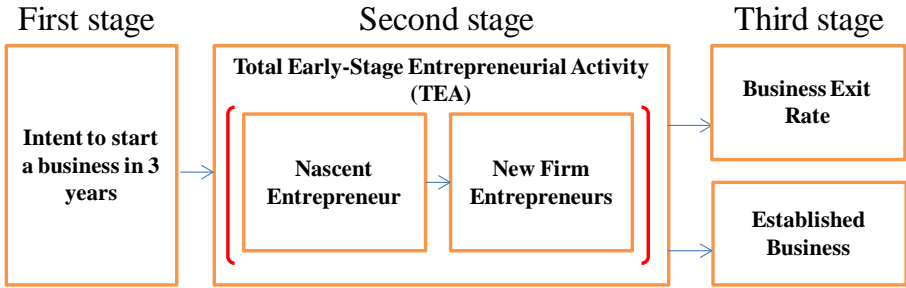 First stage
Second stage
Third stage
Intent to start
a business in 3
years
Total Early-Stage Entrepreneurial Activity
(TEA)
Nascent
Entrepreneur
New Firm
Entrepreneurs
Business Exit
Rate
Established
Business